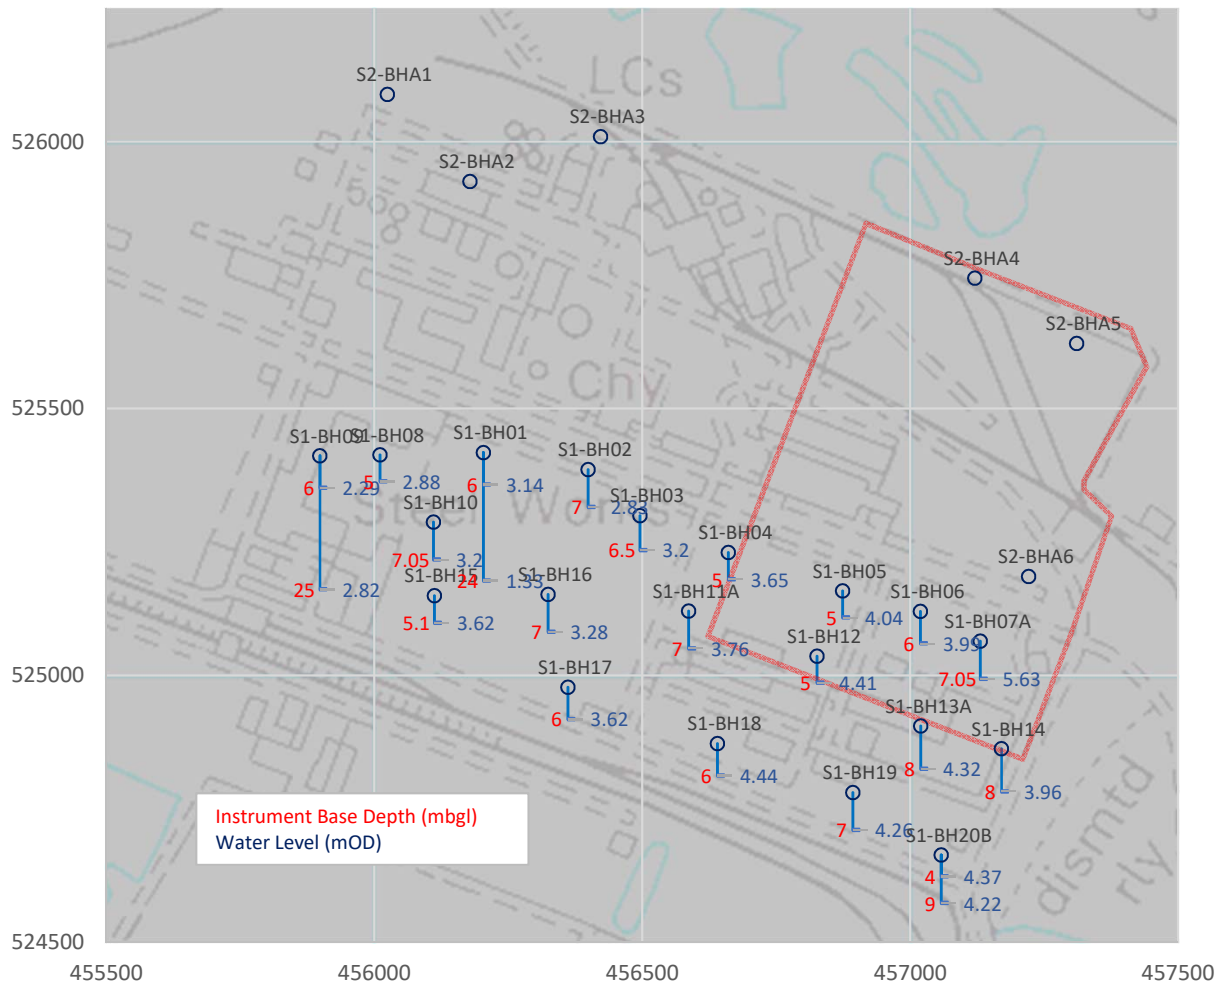 LCs
S2-BHA1
S2-BHA3
526000
S2-BHA2
558
S2-BHA4
S2-BHA5
Chy
525500
S1-BH09
S1-BH08
S1-BH01
S1-BH02
6 2.29
5 2.88
6 3.14
7 2.83
Steel Works
S1-BH10
S1-BH03
7.05 3.2
6.5 3.2
S1-BH04
25 2.82
24 1.33
5 3.65
S1-BH15
S1-BH16
S1-BH11A
S1-BH05
S1-BH06
S2-BHA6
5.1 3.62
7 3.28
7 3.76
5 4.04
6 3.99
S1-BH07A
S1-BH12
525000
S1-BH17
5 4.41
7.05 5.63
6 3.62
S1-BH13A
S1-BH18
S1-BH14
6 4.44
8 4.32
8 3.96
S1-BH19
7 4.26
S1-BH20B
4 4.37
9 4.22
dismtd
rly
Instrument Base Depth (mbgl)
Water Level (mOD)
524500
455500 456000 456500 457000 457500